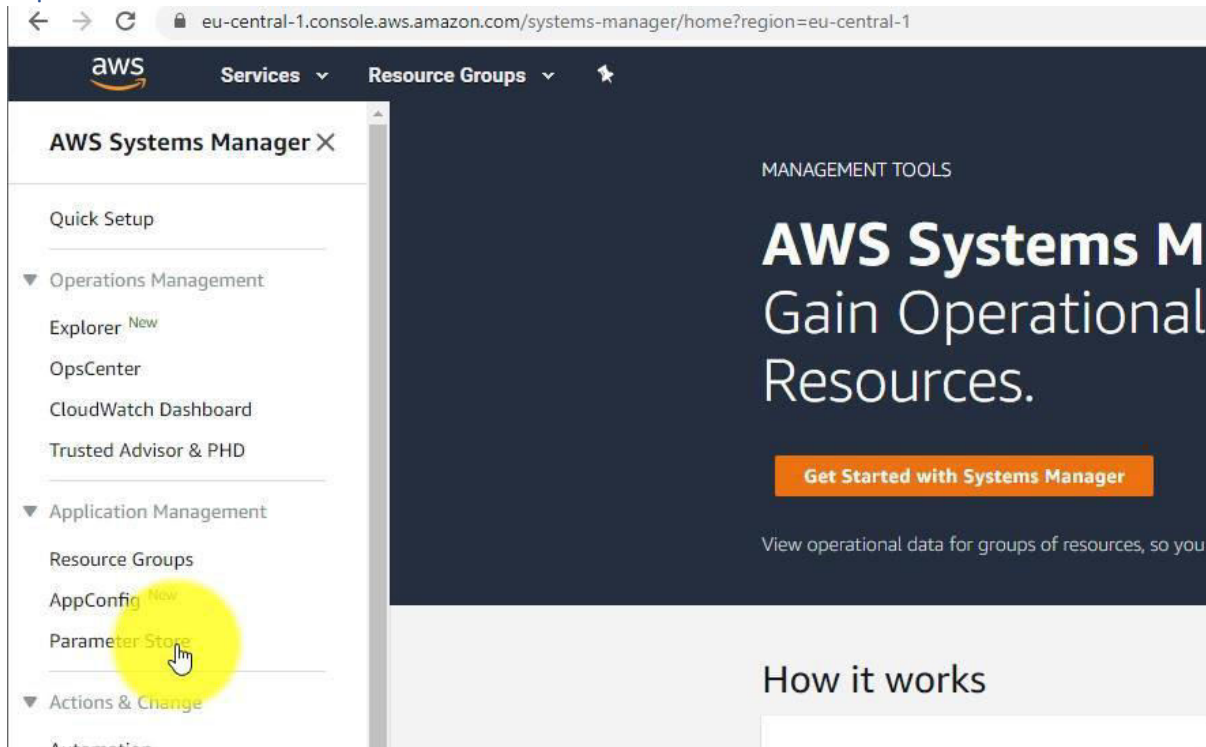 eu-central-1.console.aws.amazon.com/systems-manager/home?region=eu-central-1
aws Services Resource Groups
AWS Systems Manager
Quick Setup
Operations Management
Explorer New
OpsCenter
CloudWatch Dashboard
Trusted Advisor & PHD
Application Management
Resource Groups
AppConfig New
Parameter Store
Actions & Change
Automation
MANAGEMENT TOOLS
AWS Systems M
Gain Operational
Resources.
Get Started with Systems Manager
View operational data for groups of resources, so you
How it works